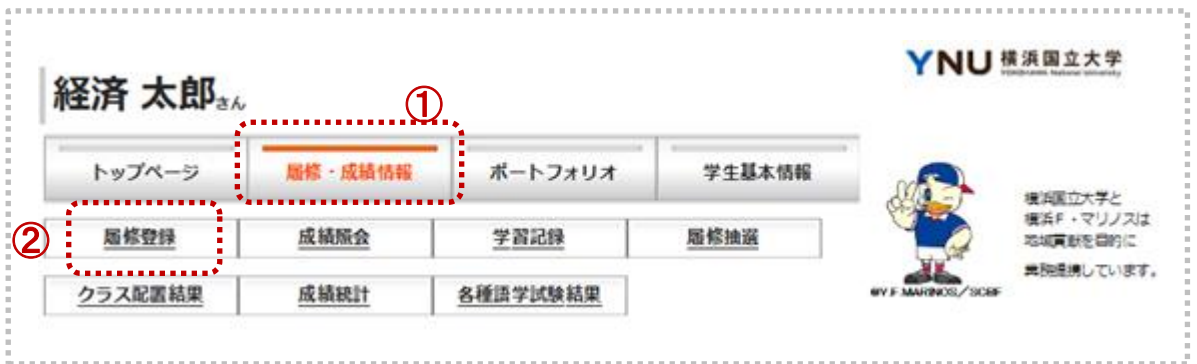 YNU 横浜国立大学
YOKOHAMA National University
経済 太郎さん
①
トップページ 履修・成績情報 ポートフォリオ 学生基本情報
②
履修登録 成績照会 学習記録 履修抽選
クラス配置結果 成績統計 各種語学試験結果
横浜国立大学と
横浜F・マリノスは
地域貢献を目的に
業務提携しています。
©Y.F.MARINOS/SCBF